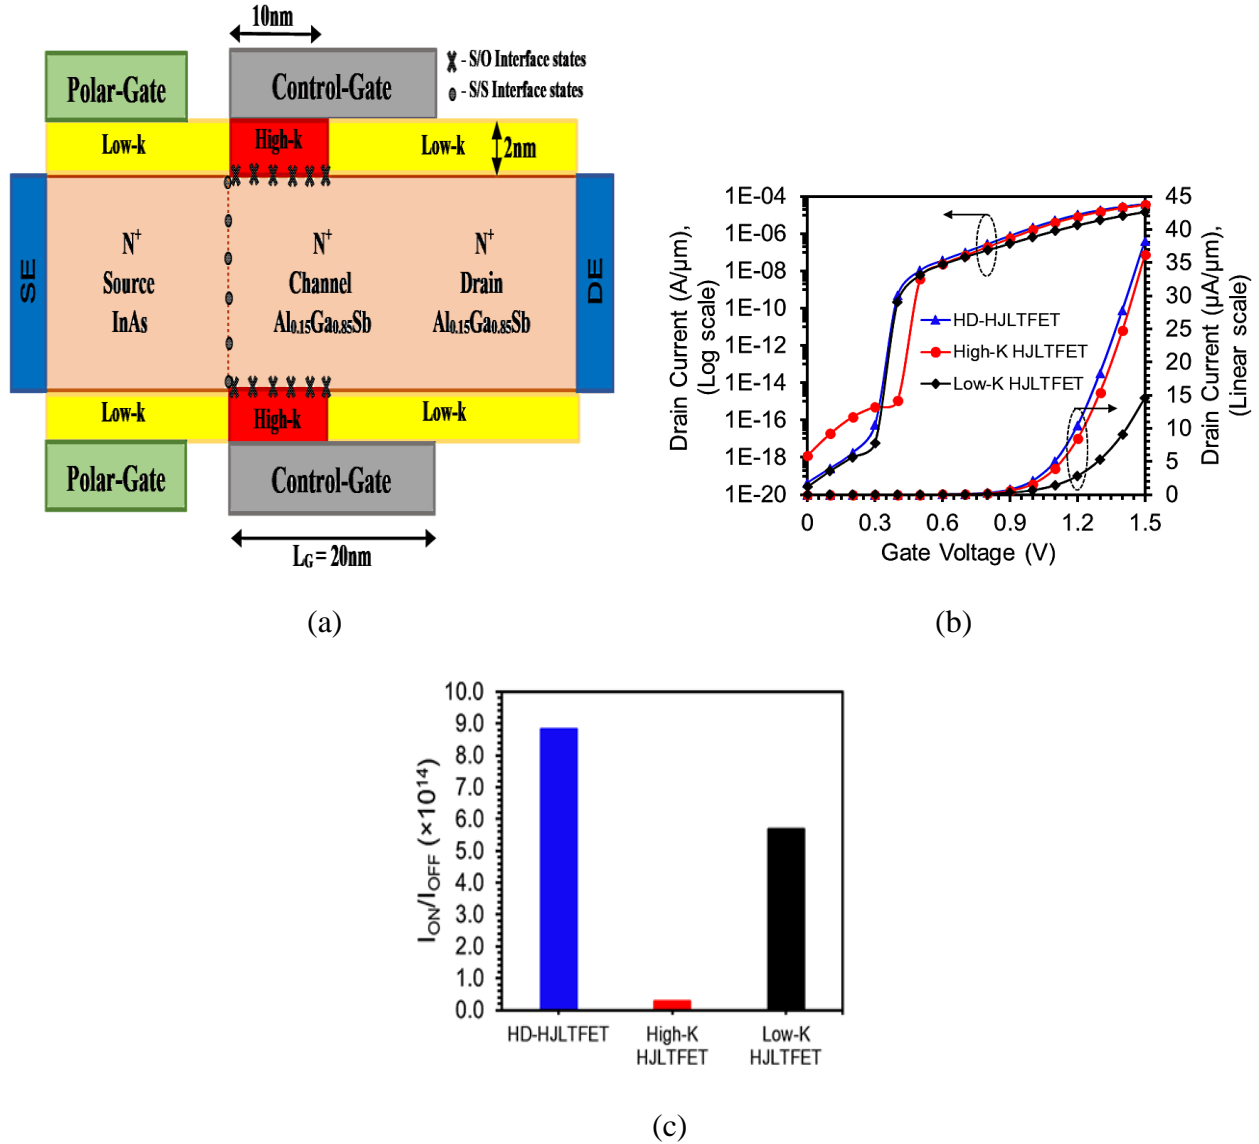 10nm
Polar-Gate
Control-Gate
- S/O Interface states
- S/S Interface states
Low-k
High-k
Low-k
2nm
SE
N⁺
Source
InAs
N⁺
Channel
Al₀.₁₅Ga₀.₈₅Sb
N⁺
Drain
Al₀.₁₅Ga₀.₈₅Sb
DE
Low-k
High-k
Low-k
Polar-Gate
Control-Gate
L_G = 20nm
(a)
Drain Current (A/μm),
(Log scale)
1E-04
1E-06
1E-08
1E-10
1E-12
1E-14
1E-16
1E-18
1E-20
HD-HJLTFET
High-K HJLTFET
Low-K HJLTFET
45
40
35
30
25
20
15
10
5
0
Drain Current (μA/μm),
(Linear scale)
0 0.3 0.6 0.9 1.2 1.5
Gate Voltage (V)
(b)
I_ON/I_OFF (×10¹⁴)
10.0
9.0
8.0
7.0
6.0
5.0
4.0
3.0
2.0
1.0
0.0
HD-HJLTFET
High-K
HJLTFET
Low-K
HJLTFET
(c)